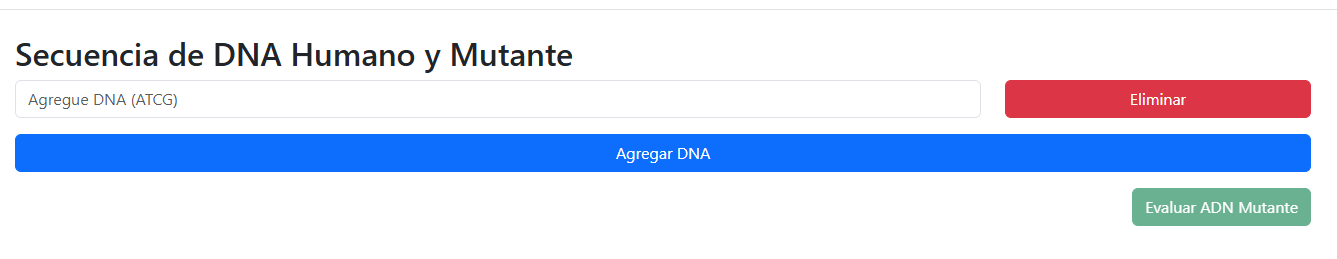 Secuencia de DNA Humano y Mutante
Agregue DNA (ATCG)
Eliminar
Agregar DNA
Evaluar ADN Mutante